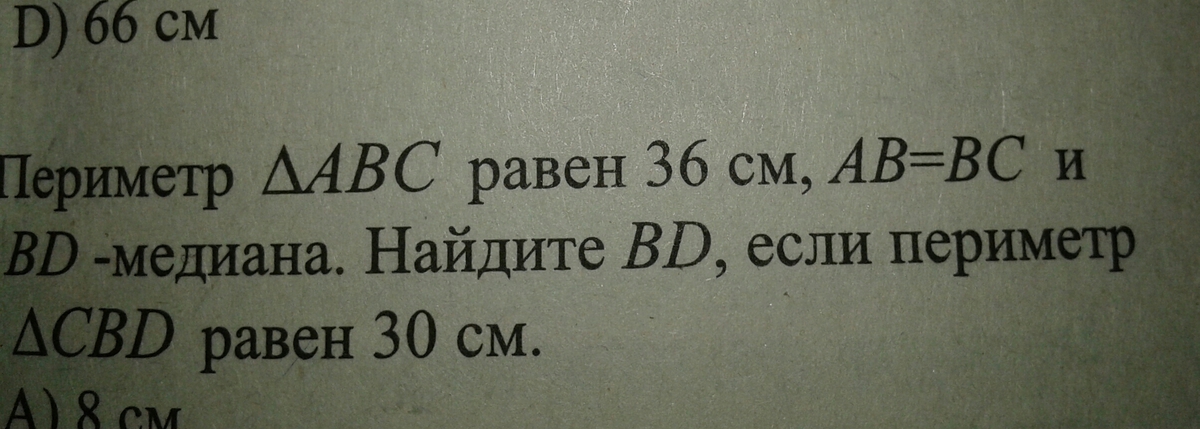 D) 66 см
Периметр ΔABC равен 36 см, AB=BC и
BD -медиана. Найдите BD, если периметр
ΔCBD равен 30 см.
A) 8 см